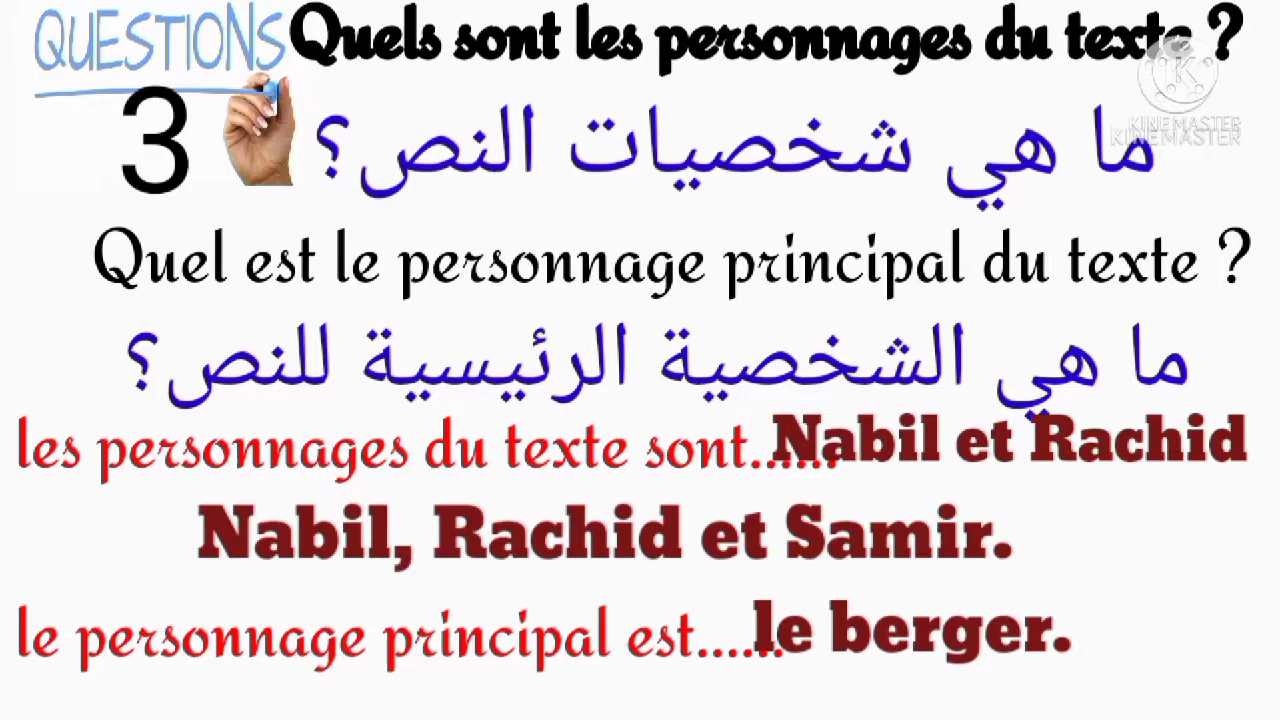 QUESTIONS Quels sont les personnages du texte ?
KINEMASTER
KINEMASTER
3 ما هي شخصيات النص؟
Quel est le personnage principal du texte ?
ما هي الشخصية الرئيسية للنص؟
les personnages du texte sont...... Nabil et Rachid
Nabil, Rachid et Samir.
le personnage principal est...... le berger.